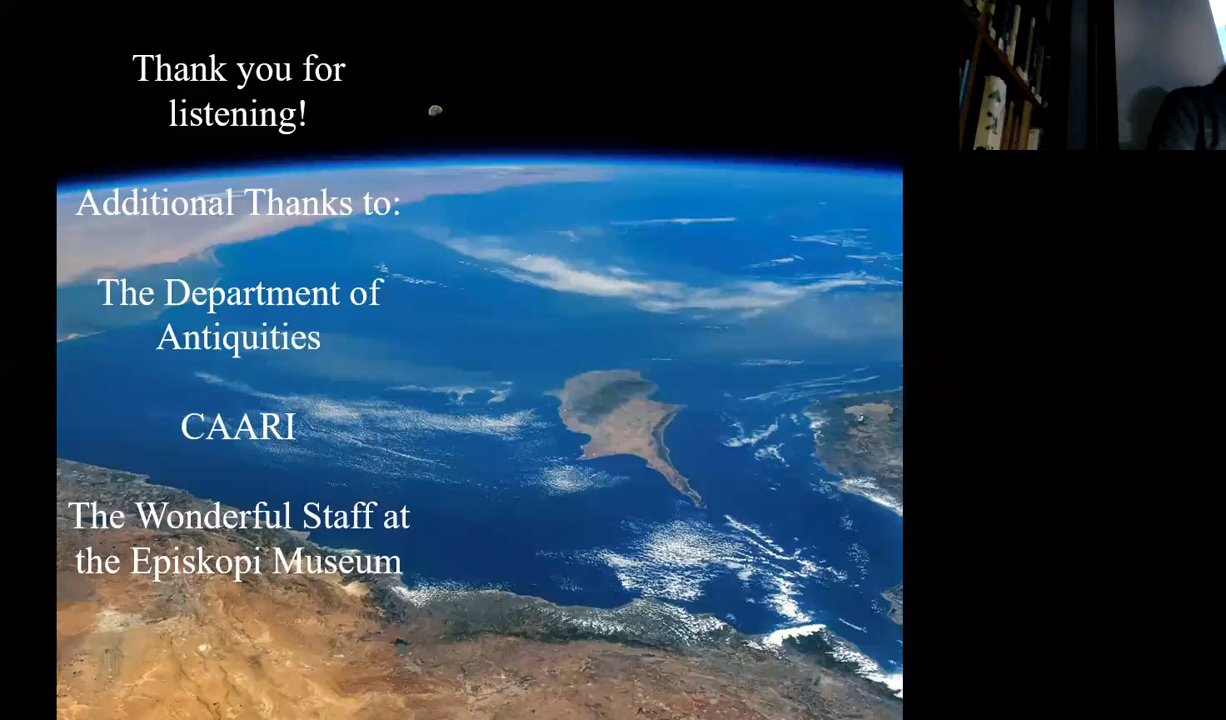 Thank you for
listening!
Additional Thanks to:
The Department of
Antiquities
CAARI
The Wonderful Staff at
the Episkopi Museum